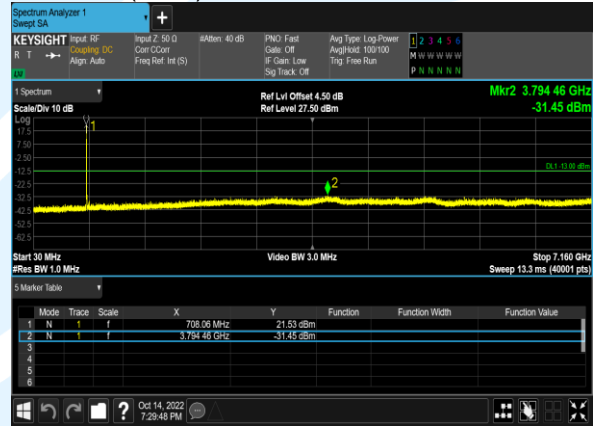 Spectrum Analyzer 1
Swept SA
+
KEYSIGHT Input: RF Input Z: 50 Ω #Atten: 40 dB PNO: Fast Avg Type: Log-Power 1 2 3 4 5 6
R T Coupling: DC Corr CCorr Gate: Off Avg|Hold: 100/100 M W W W W W
Align: Auto Freq Ref: Int (S) IF Gain: Low Trig: Free Run P N N N N N
LVI Sig Track: Off
1 Spectrum Ref Lvl Offset 4.50 dB Mkr2 3.794 46 GHz
Scale/Div 10 dB Ref Level 27.50 dBm -31.45 dBm
Log
17.5
7.50
-2.50
-12.5
-22.5
-32.5
-42.5
-52.5
-62.5
1
2
DL1 -13.00 dBm
Start 30 MHz Video BW 3.0 MHz Stop 7.160 GHz
#Res BW 1.0 MHz Sweep 13.3 ms (40001 pts)
5 Marker Table
Mode Trace Scale X Y Function Function Width Function Value
1 N 1 f 708.06 MHz 21.53 dBm
2 N 1 f 3.794 46 GHz -31.45 dBm
3
4
5
6
? Oct 14, 2022
7:29:48 PM